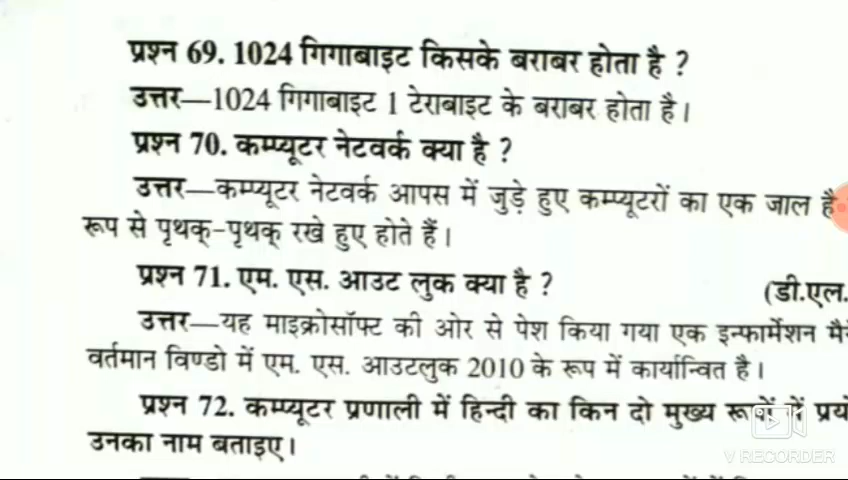 प्रश्न 69. 1024 गिगाबाइट किसके बराबर होता है ?
उत्तर—1024 गिगाबाइट 1 टेराबाइट के बराबर होता है।
प्रश्न 70. कम्प्यूटर नेटवर्क क्या है ?
उत्तर—कम्प्यूटर नेटवर्क आपस में जुड़े हुए कम्प्यूटरों का एक जाल है
रूप से पृथक्-पृथक् रखे हुए होते हैं।
प्रश्न 71. एम. एस. आउट लुक क्या है ? (डी.एल.
उत्तर—यह माइक्रोसॉफ्ट की ओर से पेश किया गया एक इन्फार्मेशन
वर्तमान विण्डो में एम. एस. आउटलुक 2010 के रूप में कार्यान्वित है।
प्रश्न 72. कम्प्यूटर प्रणाली में हिन्दी का किन दो मुख्य रूपों में
उनका नाम बताइए।
V RECORDER